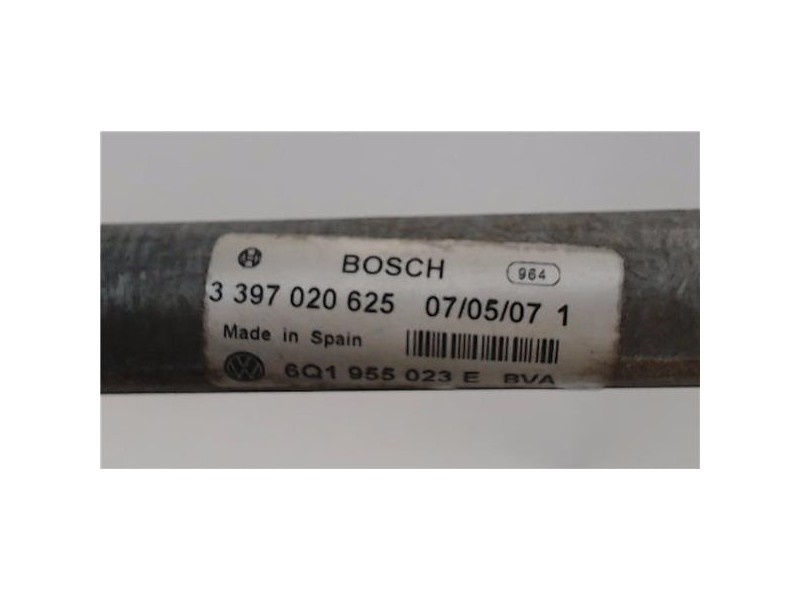 BOSCH 964
3 397 020 625 07/05/07 1
Made in Spain
6Q1 955 023 E BVA